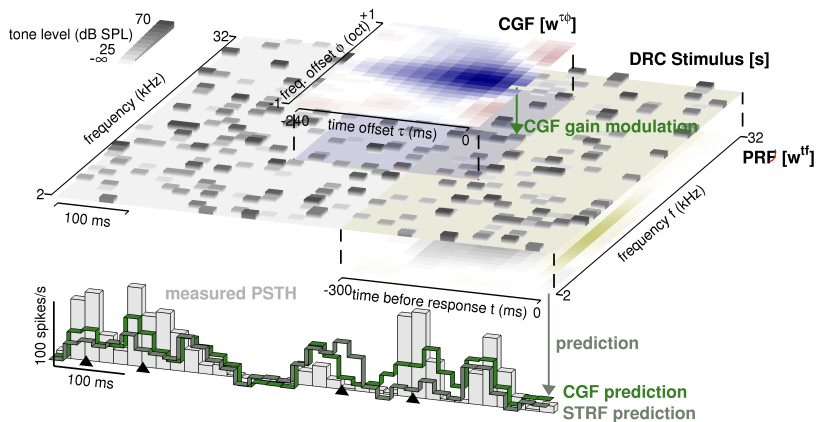 70
tone level (dB SPL)
25
-∞
32
frequency (kHz)
2
100 ms
+1
freq. offset ϕ (oct)
-1
-240
time offset τ (ms)
0
CGF [wτϕ]
DRC Stimulus [s]
CGF gain modulation
32
PRF [wtf]
frequency f (kHz)
2
-300
time before response t (ms)
0
measured PSTH
100 spikes/s
100 ms
prediction
CGF prediction
STRF prediction